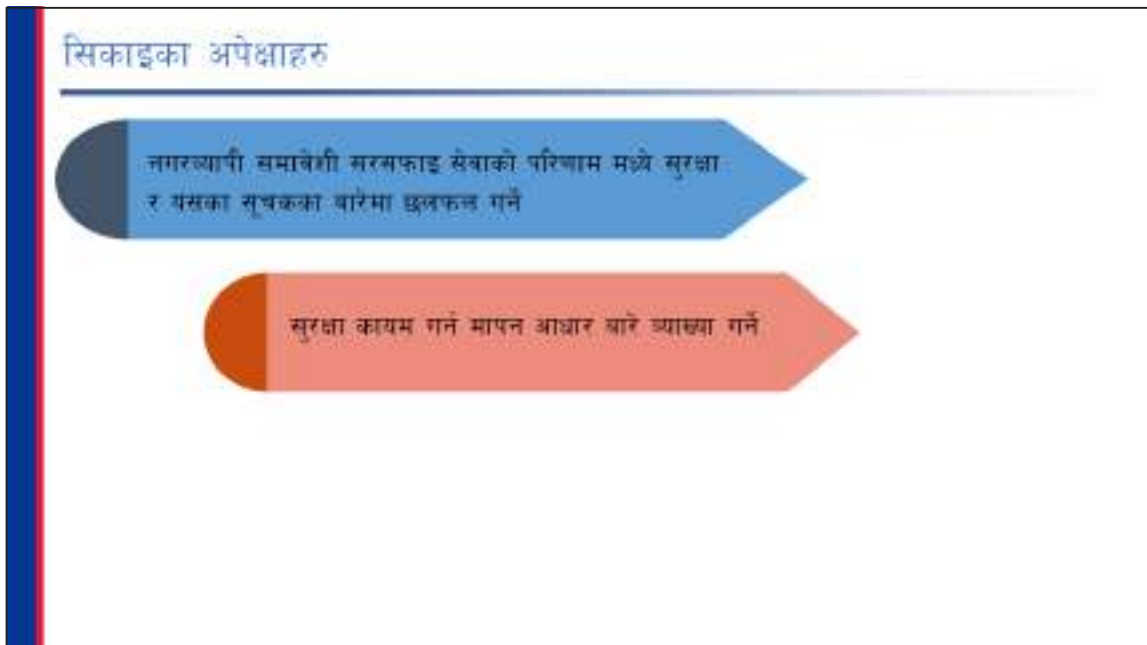 सिकाइका अपेक्षाहरु
नगरव्यापी समावेशी सरसफाइ सेवाको परिणाम मध्ये सुरक्षा
र यसका सूचकका बारेमा छलफल गर्ने
सुरक्षा कायम गर्न मापन आधार बारे व्याख्या गर्ने